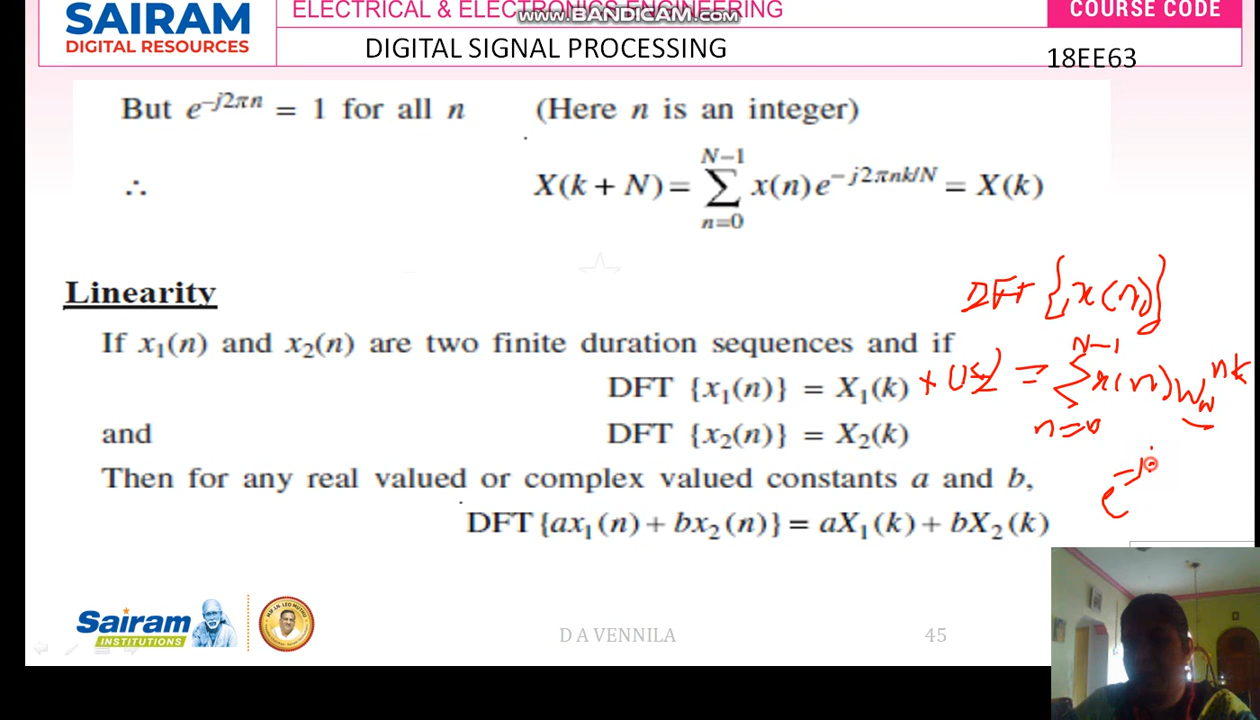 SAIRAM
DIGITAL RESOURCES
ELECTRICAL & ELECTRONICS ENGINEERING
www.BANDICAM.com
COURSE CODE
DIGITAL SIGNAL PROCESSING
18EE63
But e^{-j2πn} = 1 for all n (Here n is an integer)
∴ X(k + N) = \sum_{n=0}^{N-1} x(n) e^{-j2πnk/N} = X(k)
Linearity
DFT {x(n)}
If x₁(n) and x₂(n) are two finite duration sequences and if
DFT {x₁(n)} = X₁(k)
= \sum_{n=0}^{N-1} x(n) W_N^{nk}
and DFT {x₂(n)} = X₂(k)
e^{-j
Then for any real valued or complex valued constants a and b,
DFT {ax₁(n) + bx₂(n)} = aX₁(k) + bX₂(k)
Sairam
INSTITUTIONS
D A VENNILA
45